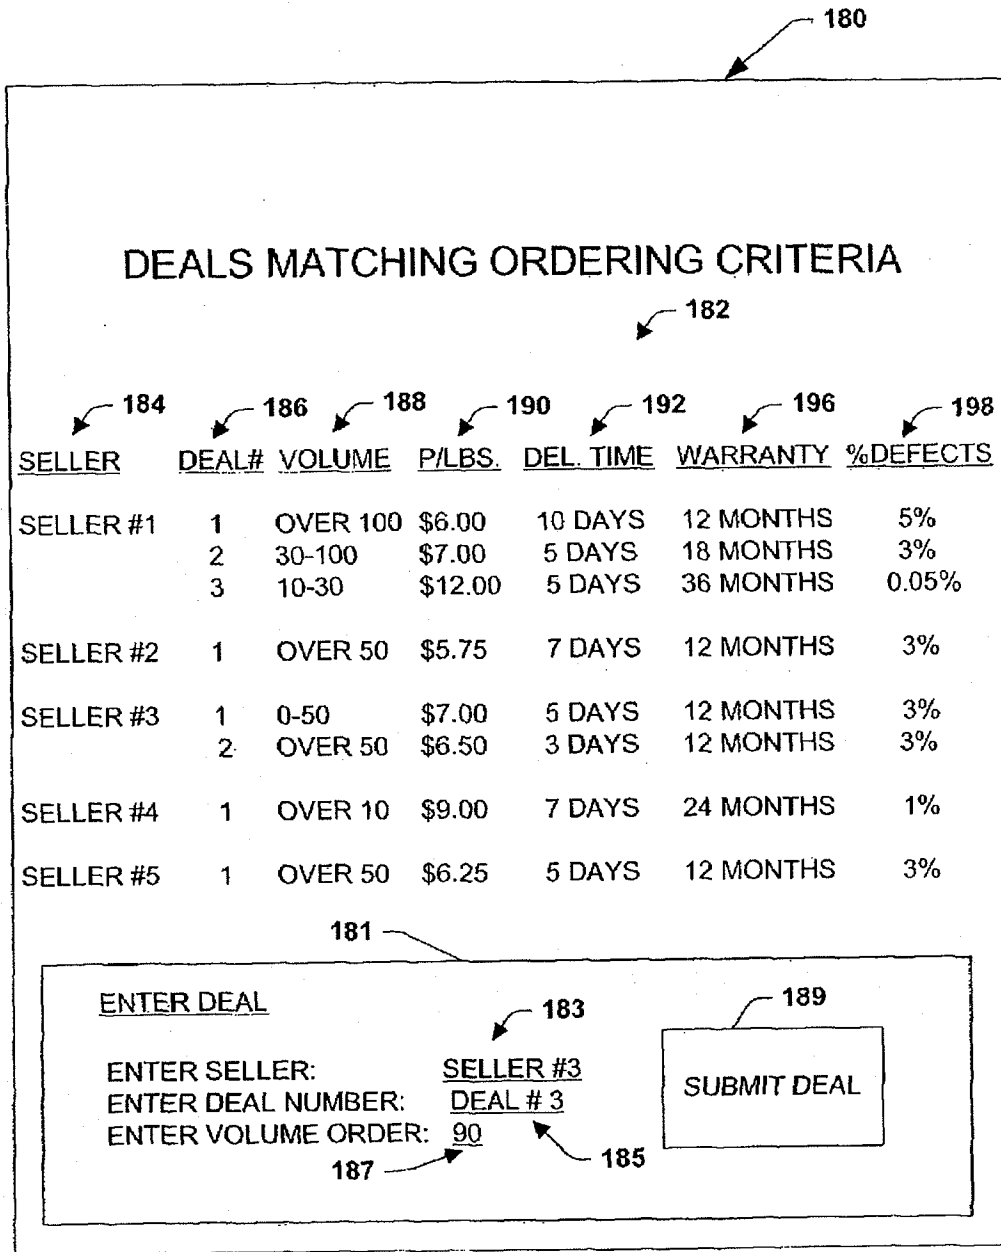 180
DEALS MATCHING ORDERING CRITERIA
182
184 186 188 190 192 196 198
SELLER DEAL# VOLUME P/LBS. DEL. TIME WARRANTY %DEFECTS
SELLER #1 1 OVER 100 $6.00 10 DAYS 12 MONTHS 5%
2 30-100 $7.00 5 DAYS 18 MONTHS 3%
3 10-30 $12.00 5 DAYS 36 MONTHS 0.05%
SELLER #2 1 OVER 50 $5.75 7 DAYS 12 MONTHS 3%
SELLER #3 1 0-50 $7.00 5 DAYS 12 MONTHS 3%
2 OVER 50 $6.50 3 DAYS 12 MONTHS 3%
SELLER #4 1 OVER 10 $9.00 7 DAYS 24 MONTHS 1%
SELLER #5 1 OVER 50 $6.25 5 DAYS 12 MONTHS 3%
181
ENTER DEAL
183
189
ENTER SELLER: SELLER #3
ENTER DEAL NUMBER: DEAL # 3
ENTER VOLUME ORDER: 90
SUBMIT DEAL
187
185